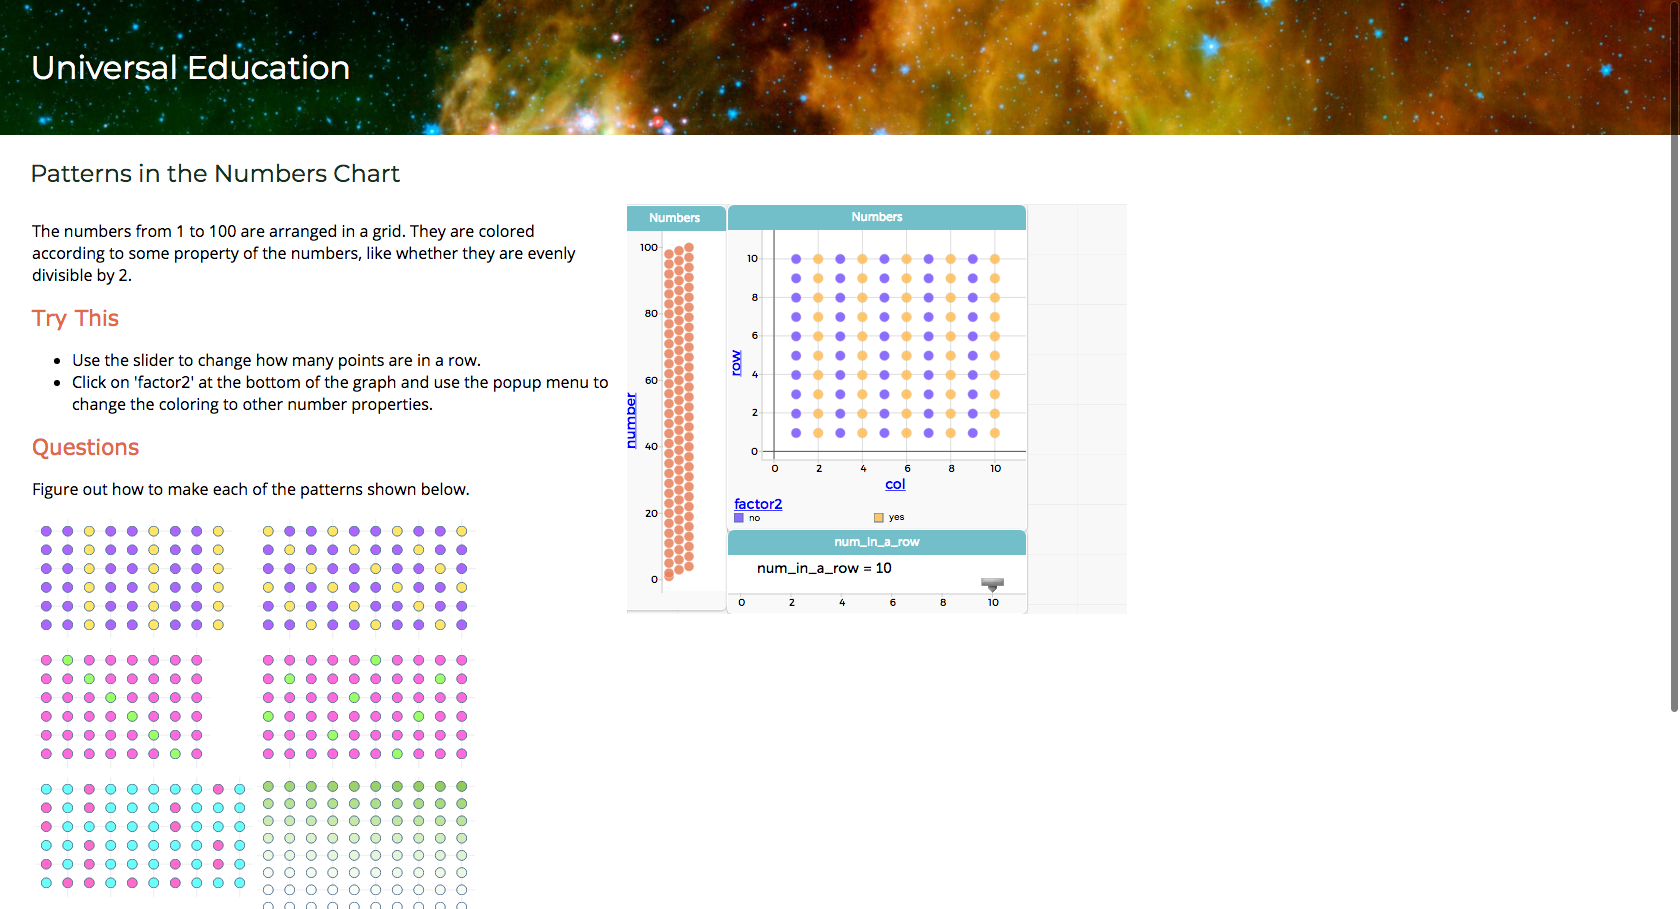 Universal Education
Patterns in the Numbers Chart
The numbers from 1 to 100 are arranged in a grid. They are colored
according to some property of the numbers, like whether they are evenly
divisible by 2.
Try This
• Use the slider to change how many points are in a row.
• Click on 'factor2' at the bottom of the graph and use the popup menu to
change the coloring to other number properties.
Questions
Figure out how to make each of the patterns shown below.
Numbers
100
80
60
40
20
0
number
Numbers
10
8
6
4
2
0
row
0 2 4 6 8 10
col
factor2
no yes
num_in_a_row
num_in_a_row = 10
0 2 4 6 8 10